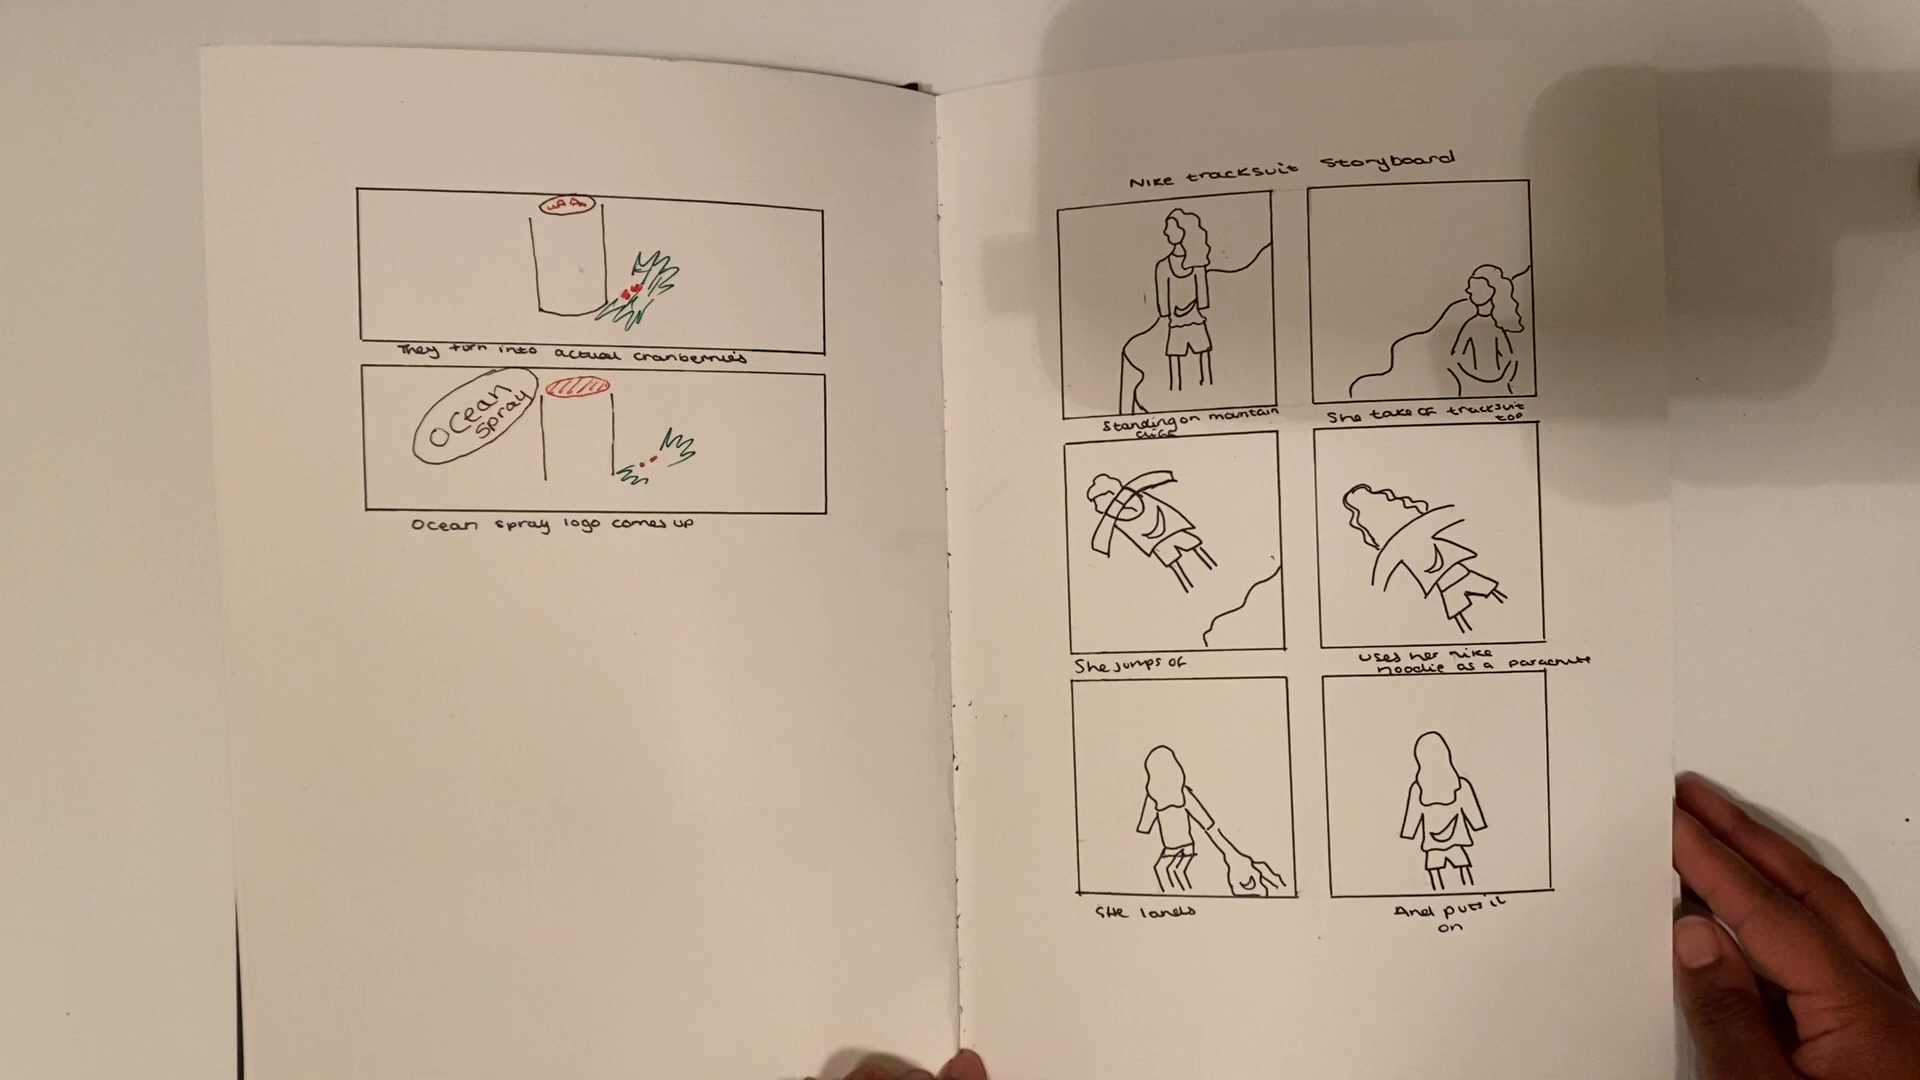 They turn into actual cranberries
Ocean
Spray
Ocean spray logo comes up
Nike tracksuit Storyboard
Standing on mountain
She take of tracksuit
top
She jumps of
uses her nike
hoodie as a parachute
She lands
And puts it
on